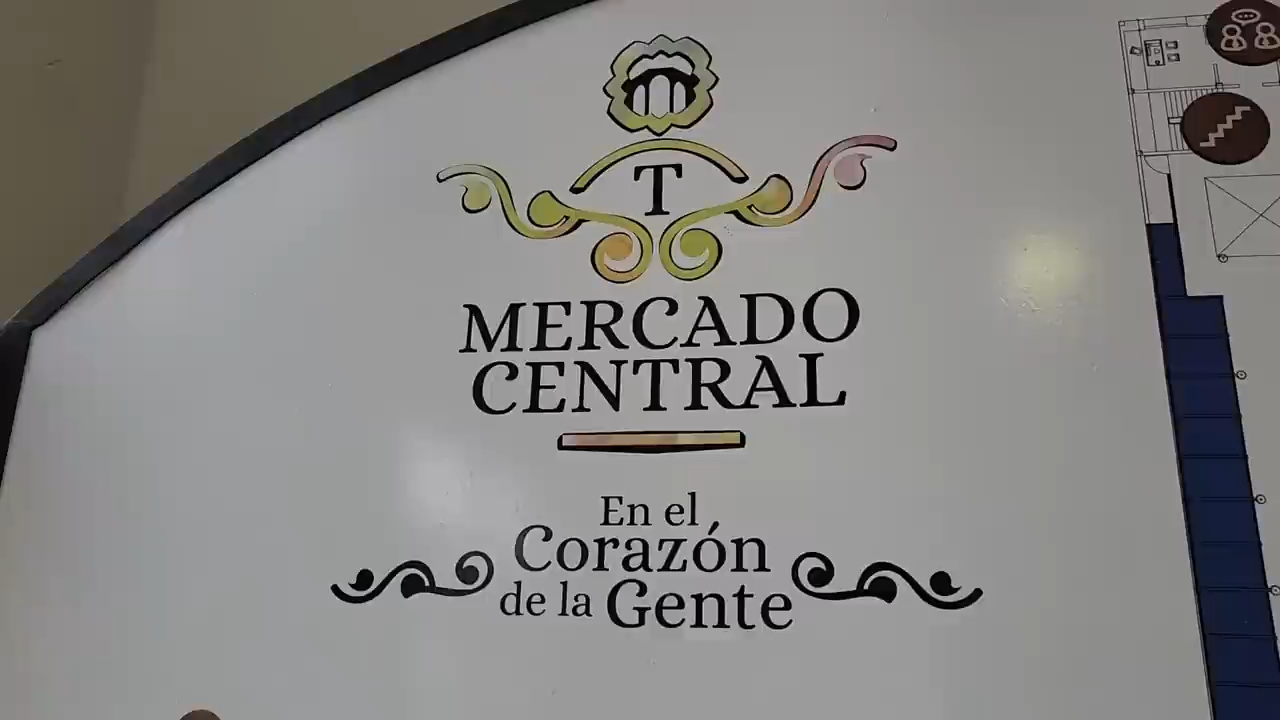 T
MERCADO
CENTRAL
En el
Corazón
de la Gente